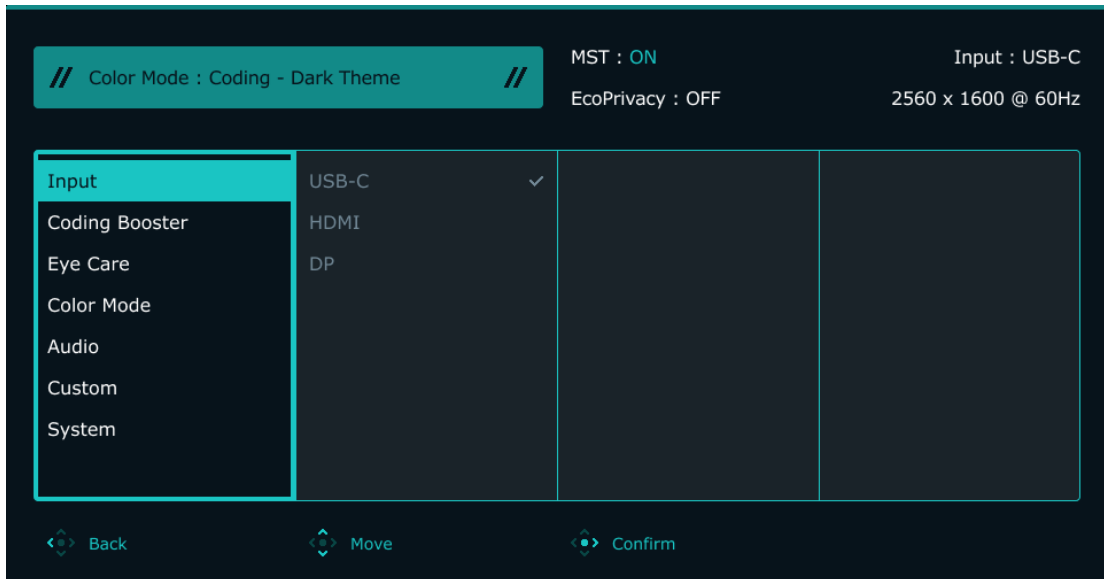 // Color Mode : Coding - Dark Theme //
MST : ON
Input : USB-C
EcoPrivacy : OFF
2560 x 1600 @ 60Hz
Input
USB-C
Coding Booster
HDMI
Eye Care
DP
Color Mode
Audio
Custom
System
Back
Move
Confirm